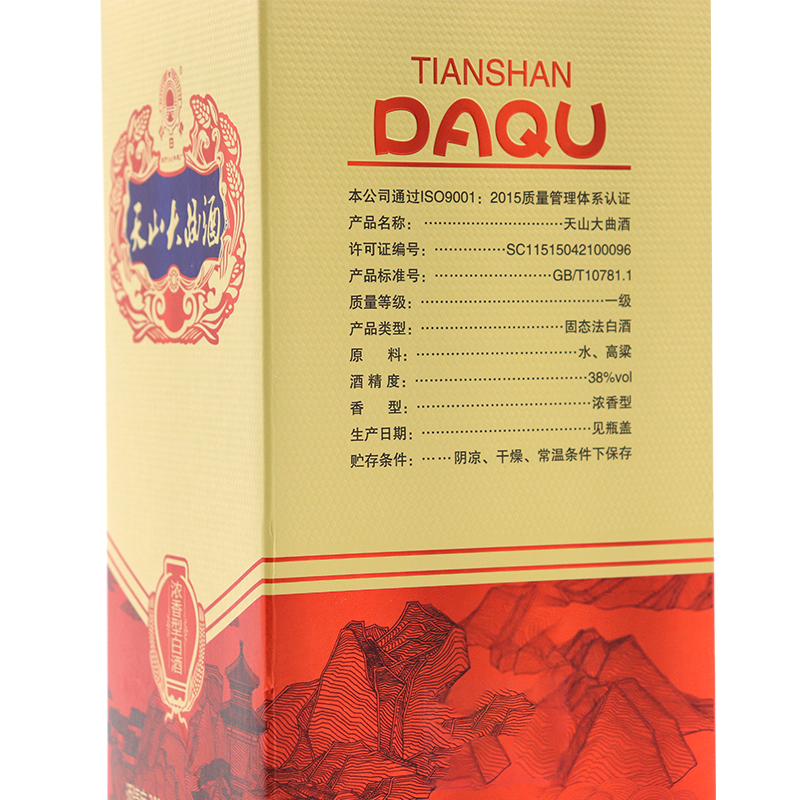 天山大曲酒
浓香型白酒
TIANSHAN
DAQU
本公司通过ISO9001：2015质量管理体系认证
产品名称：························天山大曲酒
许可证编号：·············SC11515042100096
产品标准号：·····················GB/T10781.1
质量等级：································一级
产品类型：·························固态法白酒
原 料：····························水、高粱
酒精度：······························38%vol
香 型：······························浓香型
生产日期：·····························见瓶盖
贮存条件：······阴凉、干燥、常温条件下保存